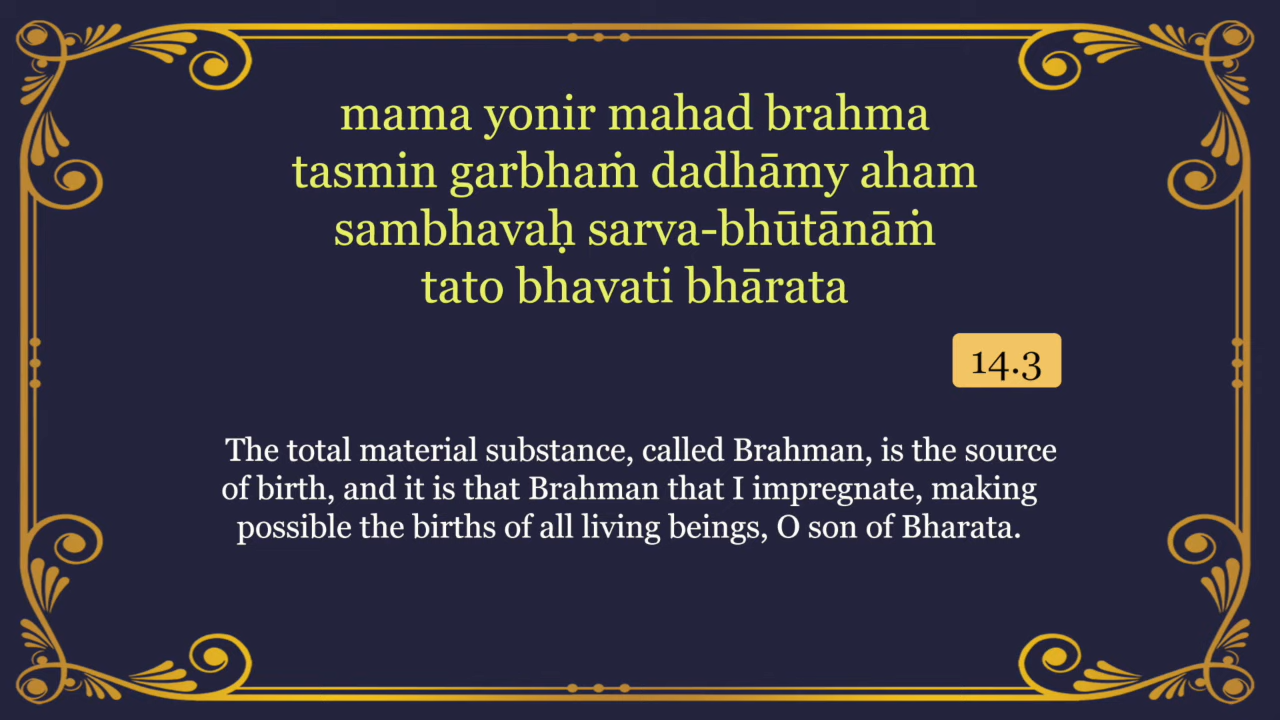 mama yonir mahad brahma
tasmin garbhaṁ dadhāmy aham
sambhavaḥ sarva-bhūtānāṁ
tato bhavati bhārata
14.3
The total material substance, called Brahman, is the source
of birth, and it is that Brahman that I impregnate, making
possible the births of all living beings, O son of Bharata.